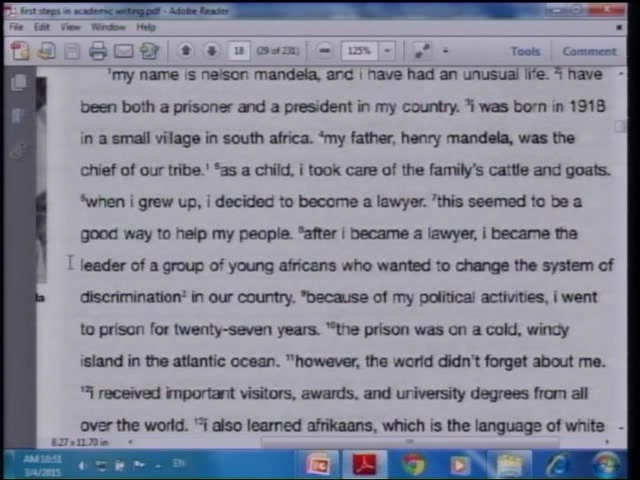 first steps in academic writing.pdf - Adobe Reader
File Edit View Window Help
18 (29 of 231) 125% Tools Comment
¹my name is nelson mandela, and i have had an unusual life. ²i have
been both a prisoner and a president in my country. ³i was born in 1918
in a small village in south africa. ⁴my father, henry mandela, was the
chief of our tribe.¹ ⁵as a child, i took care of the family's cattle and goats.
⁶when i grew up, i decided to become a lawyer. ⁷this seemed to be a
good way to help my people. ⁸after i became a lawyer, i became the
leader of a group of young africans who wanted to change the system of
discrimination² in our country. ⁹because of my political activities, i went
to prison for twenty-seven years. ¹⁰the prison was on a cold, windy
island in the atlantic ocean. ¹¹however, the world didn't forget about me.
¹²i received important visitors, awards, and university degrees from all
over the world. ¹³i also learned afrikaans, which is the language of white
8.27 x 11.70 in
AM 10:51
3/4/2015
EN